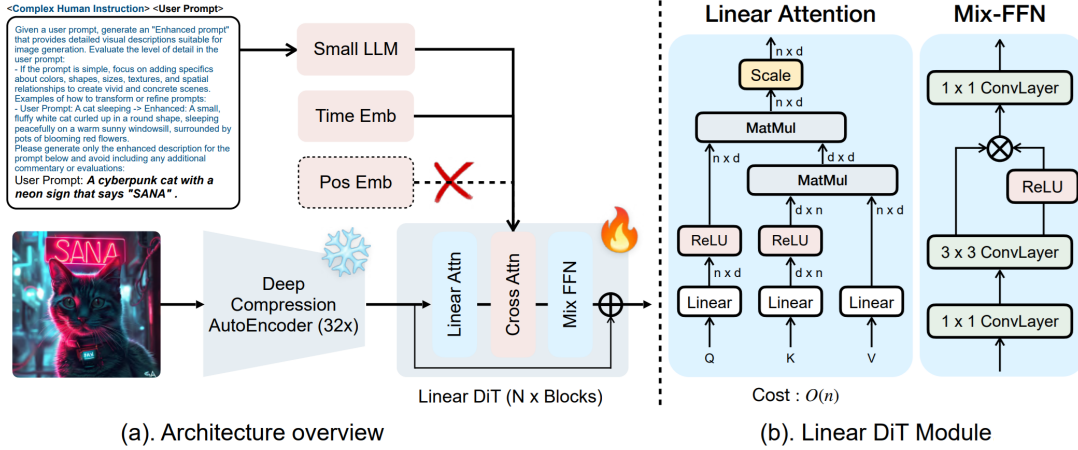 <Complex Human Instruction> <User Prompt>
Given a user prompt, generate an "Enhanced prompt"
that provides detailed visual descriptions suitable for
image generation. Evaluate the level of detail in the
user prompt:
- If the prompt is simple, focus on adding specifics
about colors, shapes, sizes, textures, and spatial
relationships to create vivid and concrete scenes.
Examples of how to transform or refine prompts:
- User Prompt: A cat sleeping -> Enhanced: A small,
fluffy white cat curled up in a round shape, sleeping
peacefully on a warm sunny windowsill, surrounded by
pots of blooming red flowers.
Please generate only the enhanced description for the
prompt below and avoid including any additional
commentary or evaluations:
User Prompt: A cyberpunk cat with a
neon sign that says "SANA" .
Small LLM
Time Emb
Pos Emb
SANA
Deep
Compression
AutoEncoder (32x)
Linear Attn
Cross Attn
Mix FFN
Linear DiT (N x Blocks)
(a). Architecture overview
Linear Attention
n x d
Scale
n x d
MatMul
n x d
d x d
MatMul
d x n
n x d
ReLU
ReLU
n x d
d x n
Linear
Linear
Linear
Q
K
V
Cost : O(n)
Mix-FFN
1 x 1 ConvLayer
ReLU
3 x 3 ConvLayer
1 x 1 ConvLayer
(b). Linear DiT Module